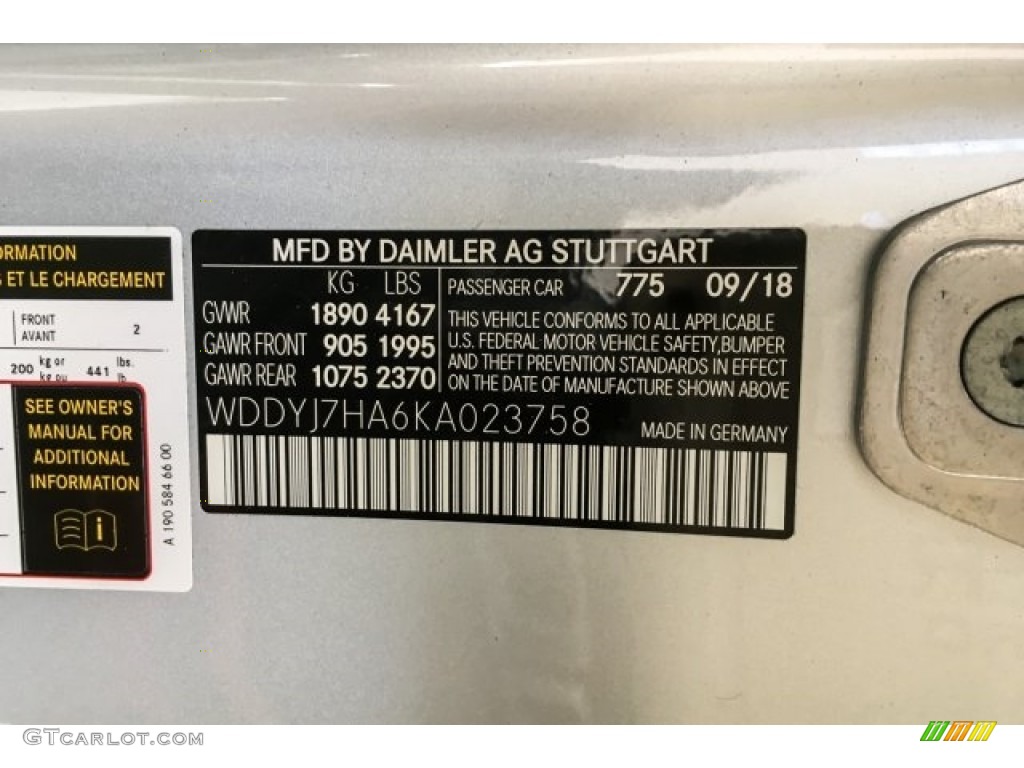 ORMATION
S ET LE CHARGEMENT
FRONT 2
AVANT
200 kg or 441 lbs.
kg ou lb
SEE OWNER'S
MANUAL FOR
ADDITIONAL
INFORMATION
A 190 584 66 00
MFD BY DAIMLER AG STUTTGART
KG LBS
GVWR 1890 4167
GAWR FRONT 905 1995
GAWR REAR 1075 2370
PASSENGER CAR 775 09/18
THIS VEHICLE CONFORMS TO ALL APPLICABLE
U.S. FEDERAL MOTOR VEHICLE SAFETY,BUMPER
AND THEFT PREVENTION STANDARDS IN EFFECT
ON THE DATE OF MANUFACTURE SHOWN ABOVE
WDDYJ7HA6KA023758
MADE IN GERMANY
GTcarlot.com